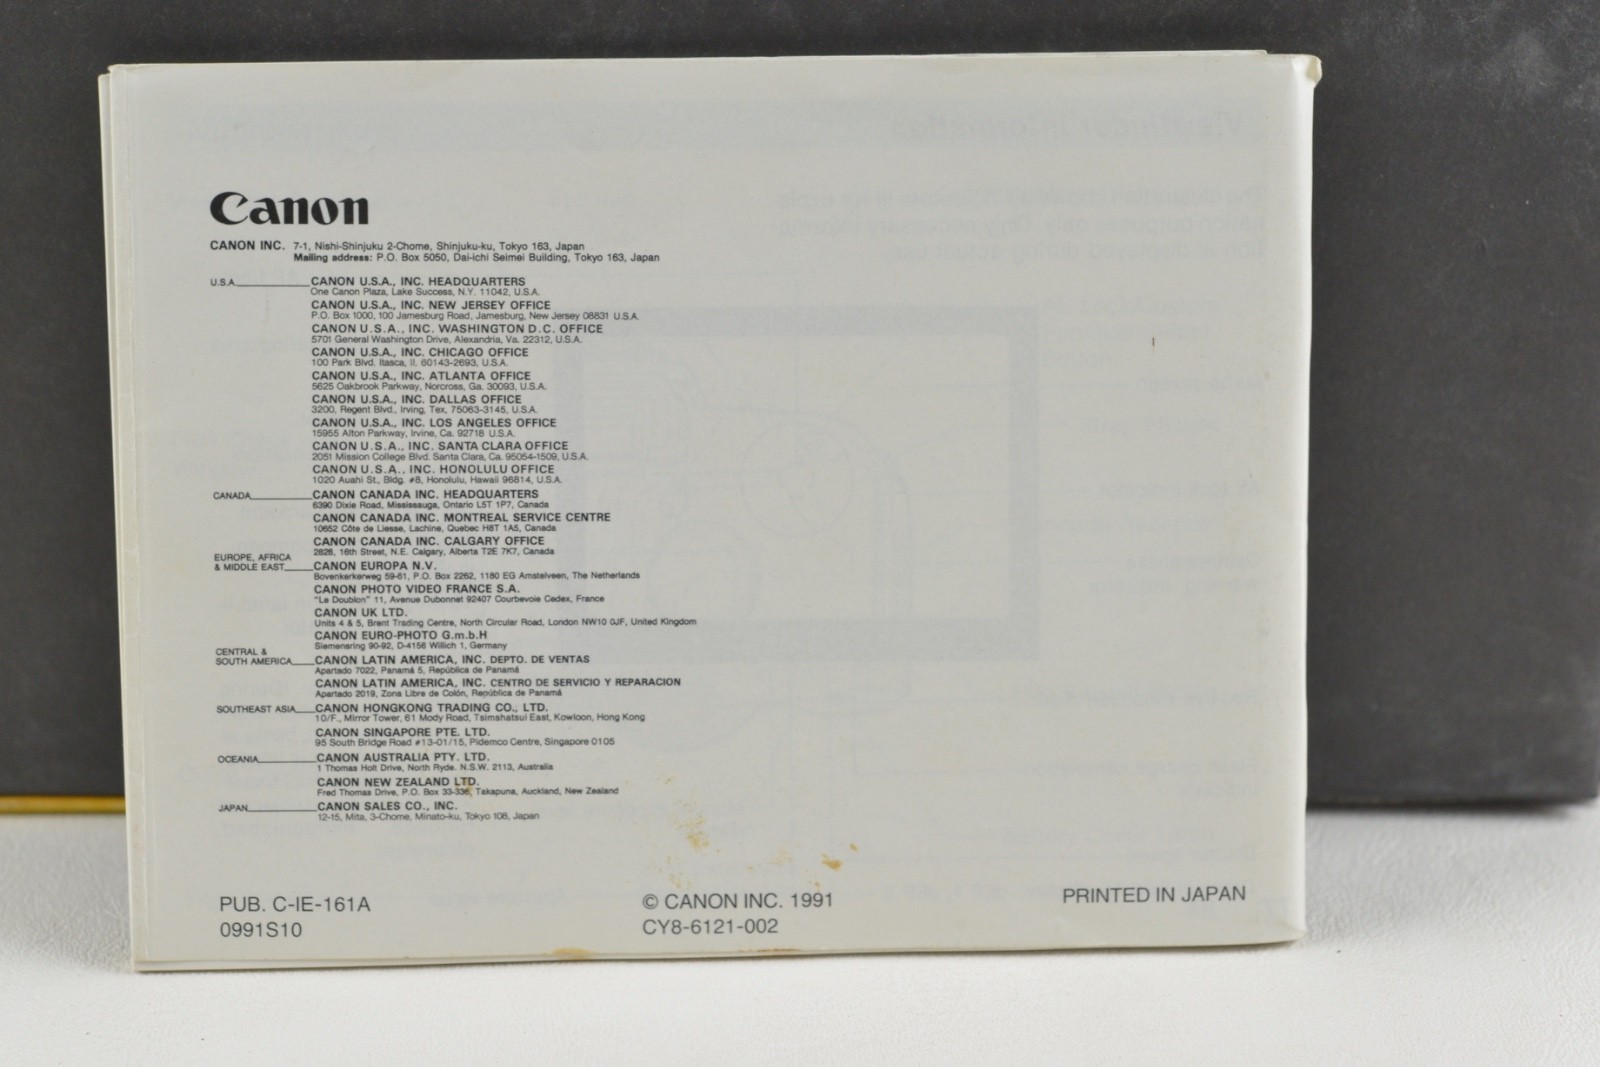 Canon
CANON INC. 7-1, Nishi-Shinjuku 2-Chome, Shinjuku-ku, Tokyo 163, Japan
Mailing address: P.O. Box 5050, Dai-ichi Seimei Building, Tokyo 163, Japan
U.S.A. CANON U.S.A., INC. HEADQUARTERS
One Canon Plaza, Lake Success, N.Y. 11042, U.S.A.
CANON U.S.A., INC. NEW JERSEY OFFICE
P.O. Box 1000, 100 Jamesburg Road, Jamesburg, New Jersey 08831 U.S.A.
CANON U.S.A., INC. WASHINGTON D.C. OFFICE
5701 General Washington Drive, Alexandria, Va. 22312, U.S.A.
CANON U.S.A., INC. CHICAGO OFFICE
100 Park Blvd. Itasca, Il. 60143-2693, U.S.A.
CANON U.S.A., INC. ATLANTA OFFICE
5625 Oakbrook Parkway, Norcross, Ga. 30093, U.S.A.
CANON U.S.A., INC. DALLAS OFFICE
3200, Regent Blvd., Irving, Tex, 75063-3145, U.S.A.
CANON U.S.A., INC. LOS ANGELES OFFICE
15955 Alton Parkway, Irvine, Ca. 92718 U.S.A.
CANON U.S.A., INC. SANTA CLARA OFFICE
2051 Mission College Blvd. Santa Clara, Ca. 95054-1509, U.S.A.
CANON U.S.A., INC. HONOLULU OFFICE
1020 Auahi St., Bldg. #8, Honolulu, Hawaii 96814, U.S.A.
CANADA CANON CANADA INC. HEADQUARTERS
6390 Dixie Road, Mississauga, Ontario L5T 1P7, Canada
CANON CANADA INC. MONTREAL SERVICE CENTRE
10652 Côte de Liesse, Lachine, Quebec H8T 1A5, Canada
CANON CANADA INC. CALGARY OFFICE
2828, 16th Street, N.E. Calgary, Alberta T2E 7K7, Canada
EUROPE, AFRICA
& MIDDLE EAST CANON EUROPA N.V.
Bovenkerkerweg 59-61, P.O. Box 2262, 1180 EG Amstelveen, The Netherlands
CANON PHOTO VIDEO FRANCE S.A.
"Le Doublon" 11, Avenue Dubonnet 92407 Courbevoie Cedex, France
CANON UK LTD.
Units 4 & 5, Brent Trading Centre, North Circular Road, London NW10 0JF, United Kingdom
CANON EURO-PHOTO G.m.b.H
Siemensring 90-92, D-4156 Willich 1, Germany
CENTRAL &
SOUTH AMERICA CANON LATIN AMERICA, INC. DEPTO. DE VENTAS
Apartado 7022, Panamá 5, República de Panamá
CANON LATIN AMERICA, INC. CENTRO DE SERVICIO Y REPARACION
Apartado 2019, Zona Libre de Colón, República de Panamá
SOUTHEAST ASIA CANON HONGKONG TRADING CO., LTD.
10/F., Mirror Tower, 61 Mody Road, Tsimshatsui East, Kowloon, Hong Kong
CANON SINGAPORE PTE. LTD.
95 South Bridge Road #13-01/15, Pidemco Centre, Singapore 0105
OCEANIA CANON AUSTRALIA PTY. LTD.
1 Thomas Holt Drive, North Ryde. N.S.W. 2113, Australia
CANON NEW ZEALAND LTD.
Fred Thomas Drive, P.O. Box 33-336, Takapuna, Auckland, New Zealand
JAPAN CANON SALES CO., INC.
12-15, Mita, 3-Chome, Minato-ku, Tokyo 108, Japan
PUB. C-IE-161A
0991S10
© CANON INC. 1991
CY8-6121-002
PRINTED IN JAPAN